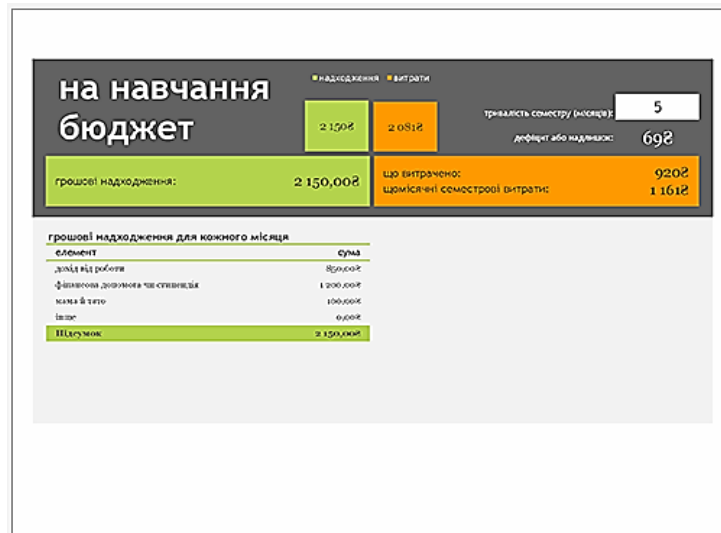 на навчання
бюджет
надходження витрати
2 150₴ 2 081₴
тривалість семестру (місяців): 5
дефіцит або надлишок: 69₴
грошові надходження: 2 150,00₴
що витрачено: 920₴
щомісячні семестрові витрати: 1 161₴
грошові надходження для кожного місяця
елемент сума
дохід від роботи 850,00₴
фінансова допомога чи стипендія 1 200,00₴
мама й тато 100,00₴
інше 0,00₴
Підсумок 2 150,00₴